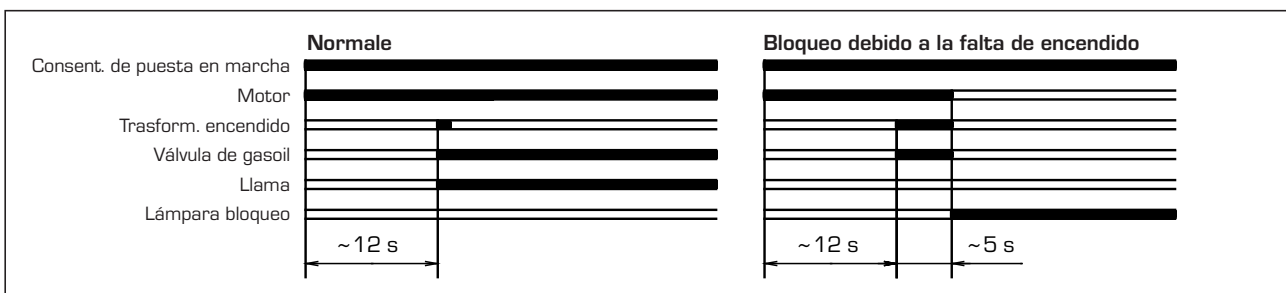 Normale
Bloqueo debido a la falta de encendido
Consent. de puesta en marcha
Motor
Trasform. encendido
Válvula de gasoil
Llama
Lámpara bloqueo
~12 s
~12 s
~5 s